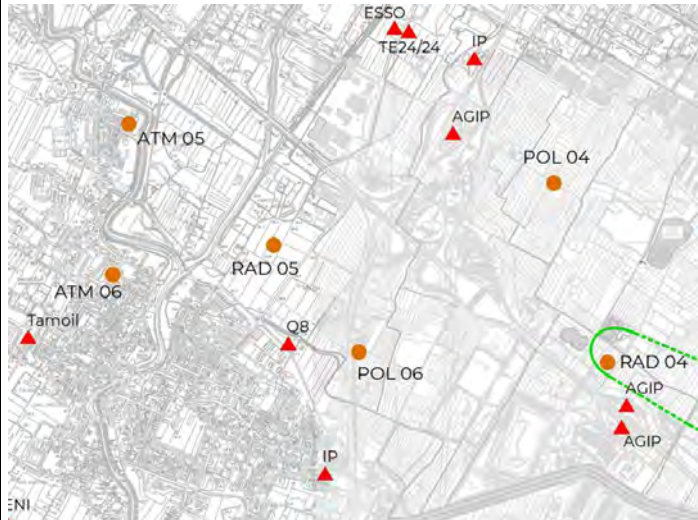 ESSO
TE24/24
IP
AGIP
ATM 05
POL 04
RAD 05
ATM 06
Tamoil
Q8
POL 06
RAD 04
AGIP
AGIP
IP
ENI